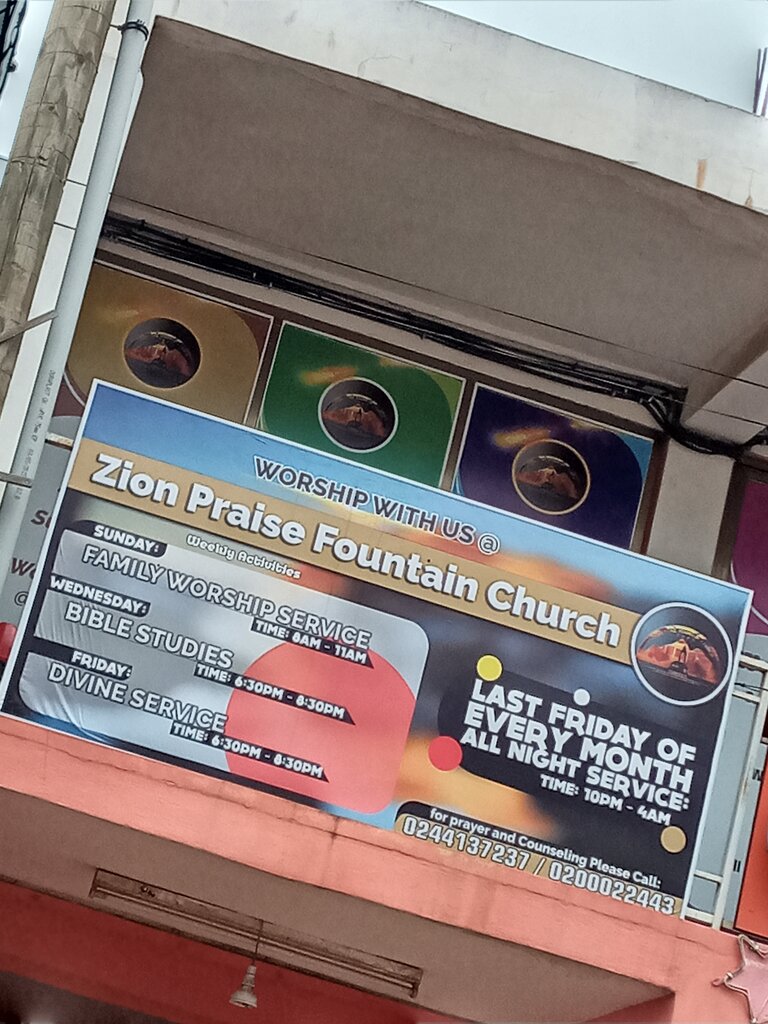 WORSHIP WITH US @
Zion Praise Fountain Church
Weekly Activities
SUNDAY:
FAMILY WORSHIP SERVICE
TIME: 8AM - 11AM
WEDNESDAY:
BIBLE STUDIES
TIME: 6:30PM - 8:30PM
FRIDAY:
DIVINE SERVICE
TIME: 6:30PM - 8:30PM
LAST FRIDAY OF
EVERY MONTH
ALL NIGHT SERVICE:
TIME: 10PM - 4AM
for prayer and Counseling Please Call:
0244137237 / 0200022443